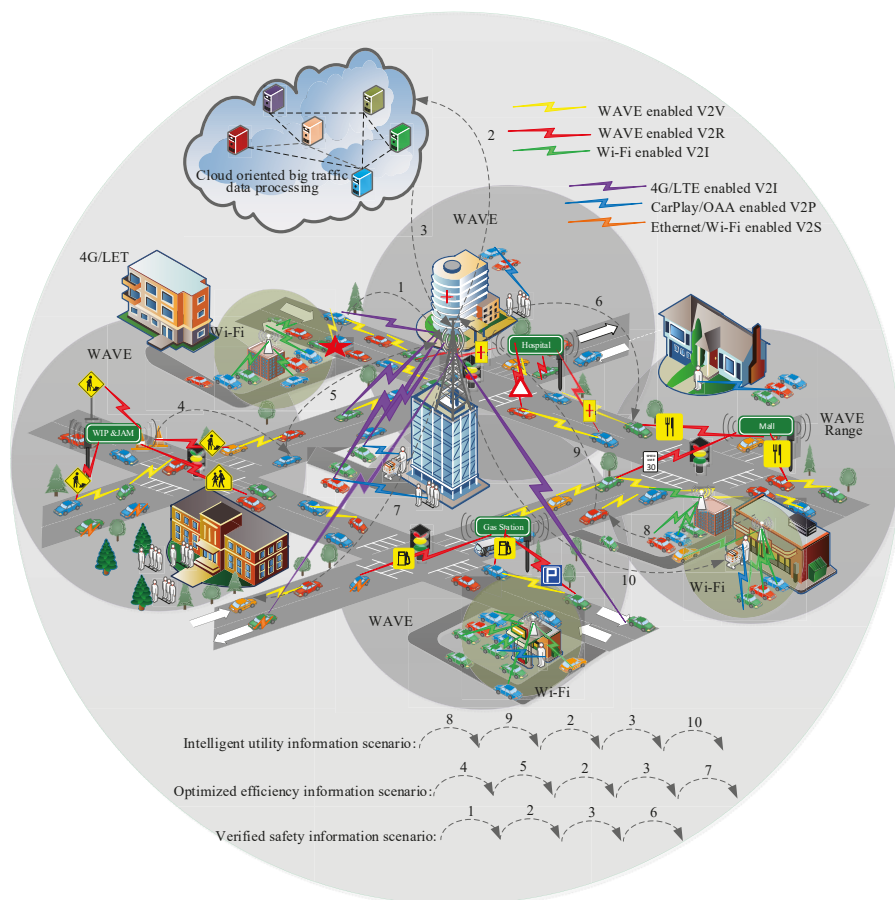 WAVE enabled V2V
2
WAVE enabled V2R
Wi-Fi enabled V2I
Cloud oriented big traffic
data processing
4G/LTE enabled V2I
CarPlay/OAA enabled V2P
Ethernet/Wi-Fi enabled V2S
WAVE
3
4G/LET
1
6
Wi-Fi
Hospital
WAVE
5
4
WIP &JAM
Mall
WAVE
Range
9
SPEED LIMIT
30
7
Gas Station
8
P
10
Wi-Fi
WAVE
Wi-Fi
8 9 2 3 10
Intelligent utility information scenario:
4 5 2 3 7
Optimized efficiency information scenario:
1 2 3 6
Verified safety information scenario: